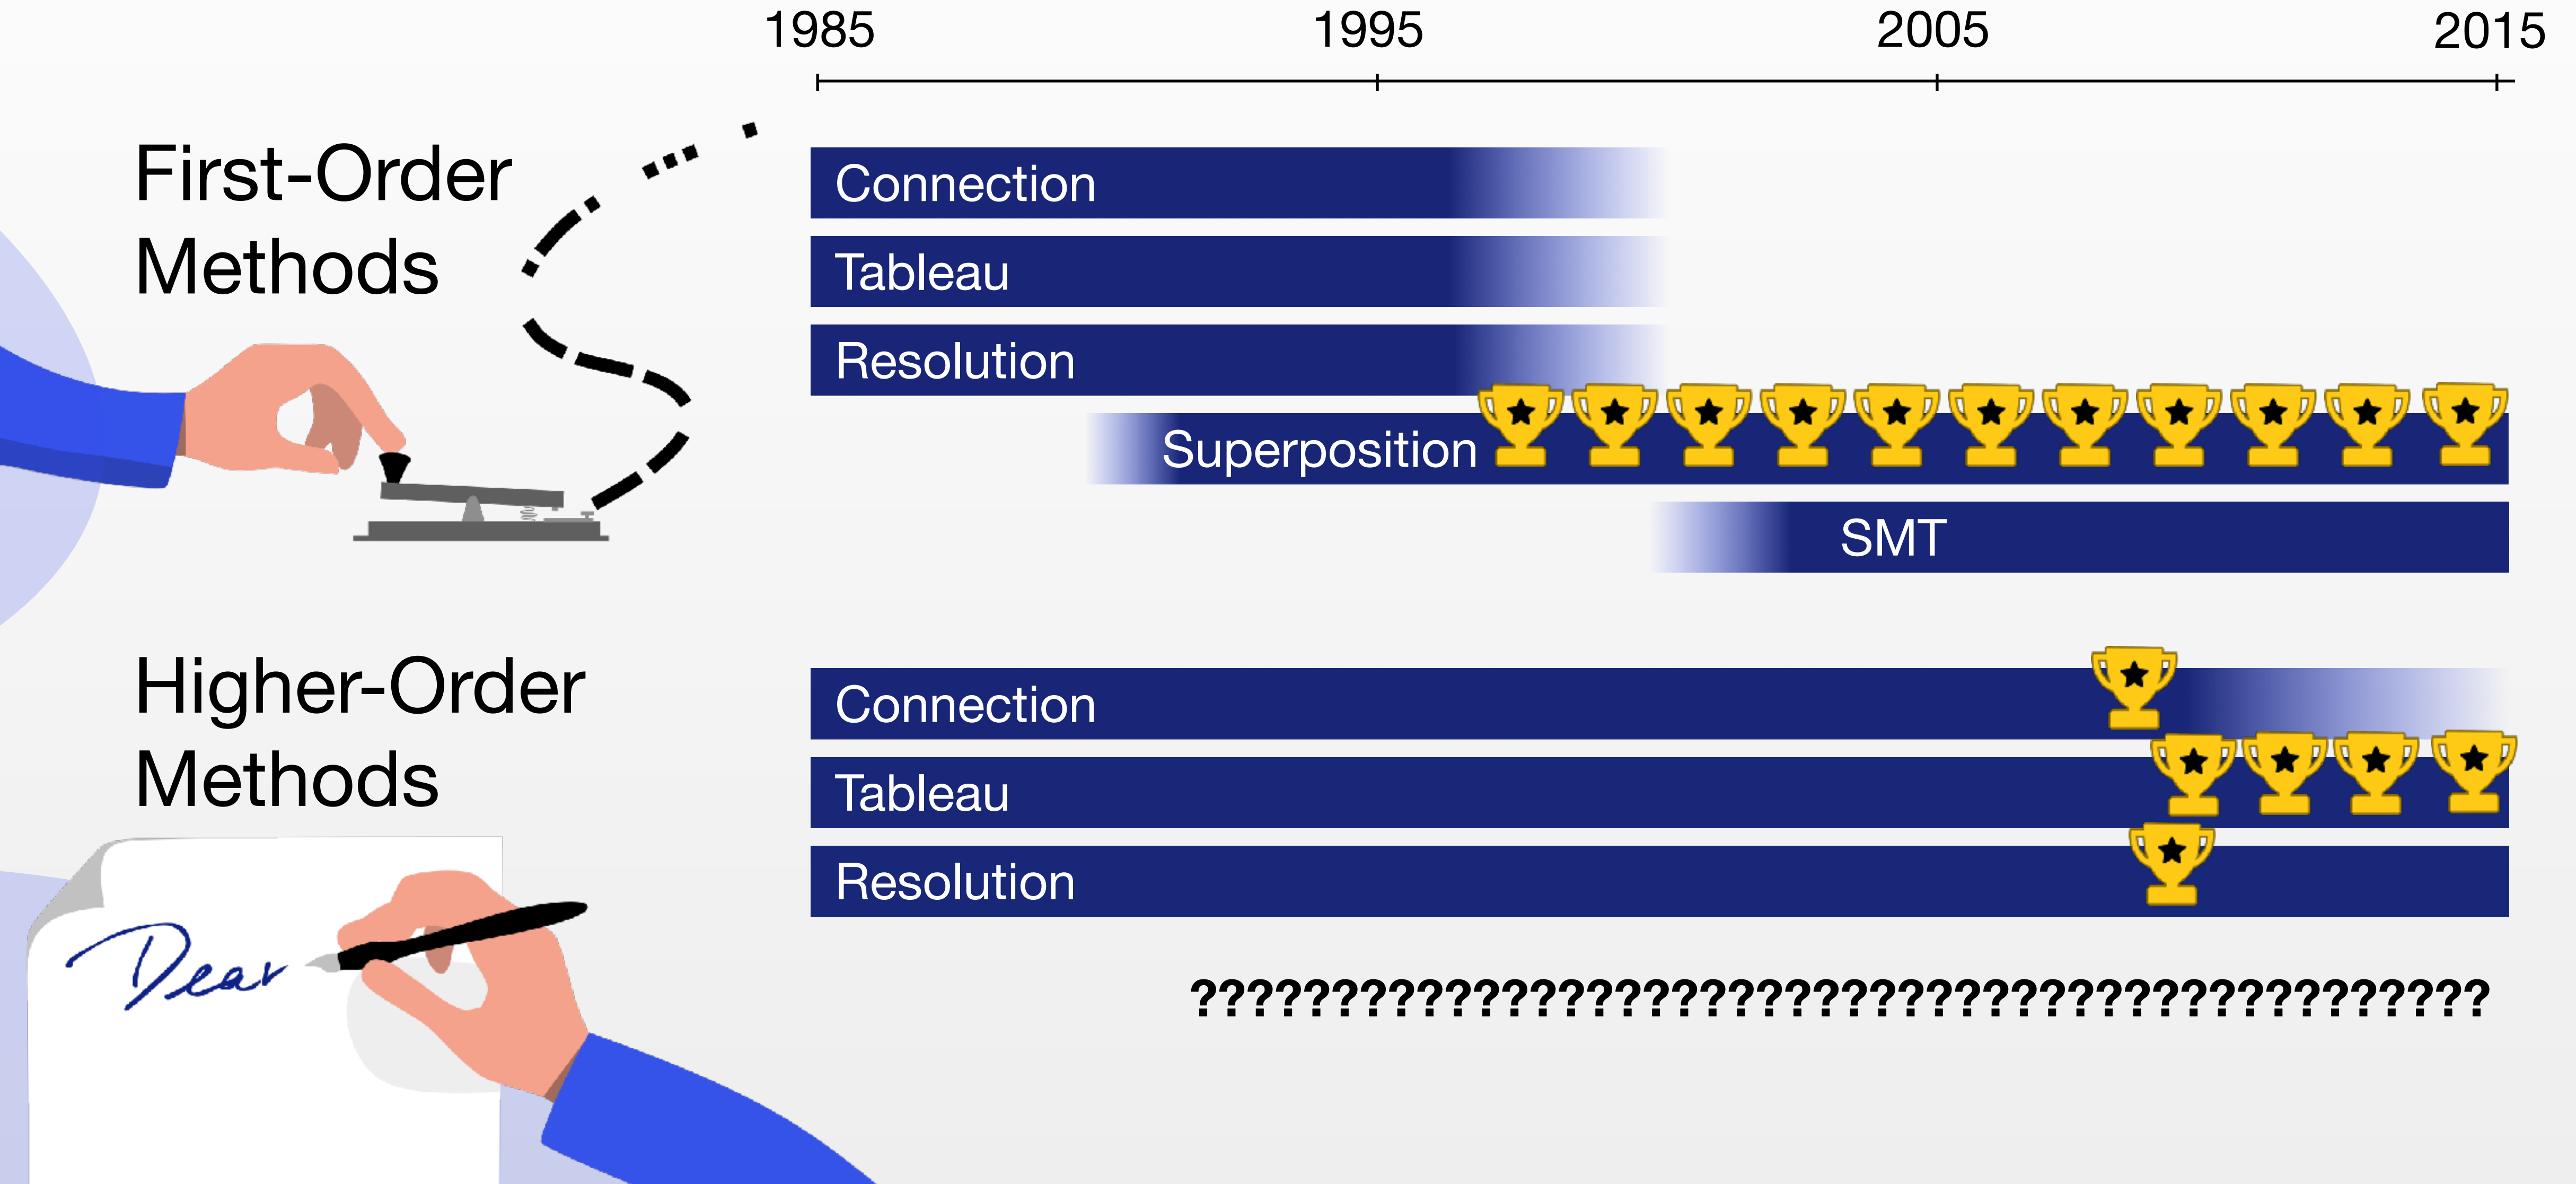 1985 1995 2005 2015
First-Order
Methods
Connection
Tableau
Resolution
Superposition
SMT
Higher-Order
Methods
Connection
Tableau
Resolution
Dear
??????????????????????????????????????????????